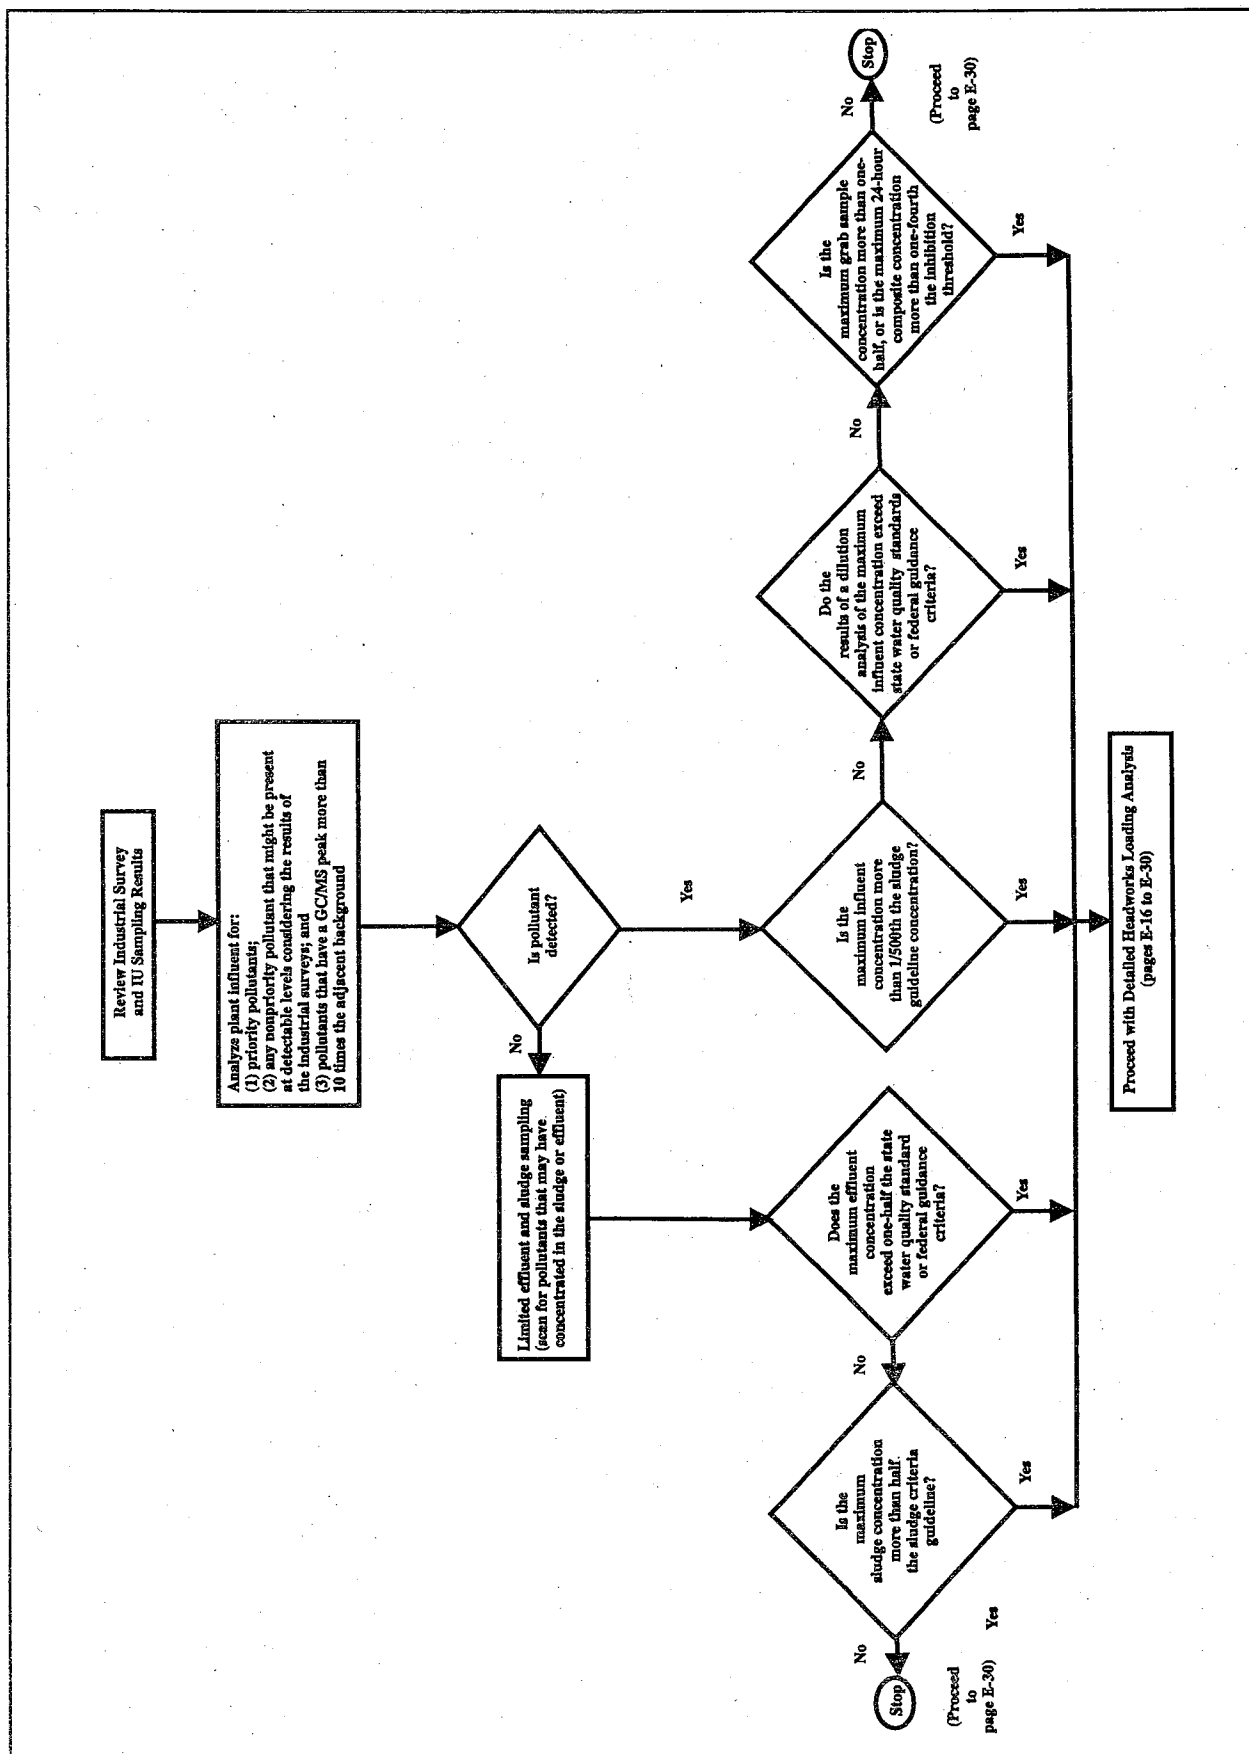 Review Industrial Survey
and IU Sampling Results
Analyze plant influent for:
(1) priority pollutants;
(2) any nonpriority pollutant that might be present
at detectable levels considering the results of
the industrial surveys; and
(3) pollutants that have a GC/MS peak more than
10 times the adjacent background
Is pollutant
detected?
No
Yes
Limited effluent and sludge sampling
(scan for pollutants that may have
concentrated in the sludge or effluent)
Is the
maximum
sludge concentration
more than half
the sludge criteria
guideline?
No
Does the
maximum effluent
concentration
exceed one-half the state
water quality standard
or federal guidance
criteria?
Is the
maximum influent
concentration more
than 1/500th the sludge
guideline concentration?
No
Do the
results of a dilution
analysis of the maximum
influent concentration exceed
state water quality standards
or federal guidance
criteria?
No
Is the
maximum grab sample
concentration more than one-
half, or is the maximum 24-hour
composite concentration
more than one-fourth
the inhibition
threshold?
No
Stop
(Proceed
to
page E-30)
No
Stop
(Proceed
to
page E-30)
Yes
Yes
Yes
Yes
Yes
Yes
Proceed with Detailed Headworks Loading Analysis
(pages E-16 to E-30)